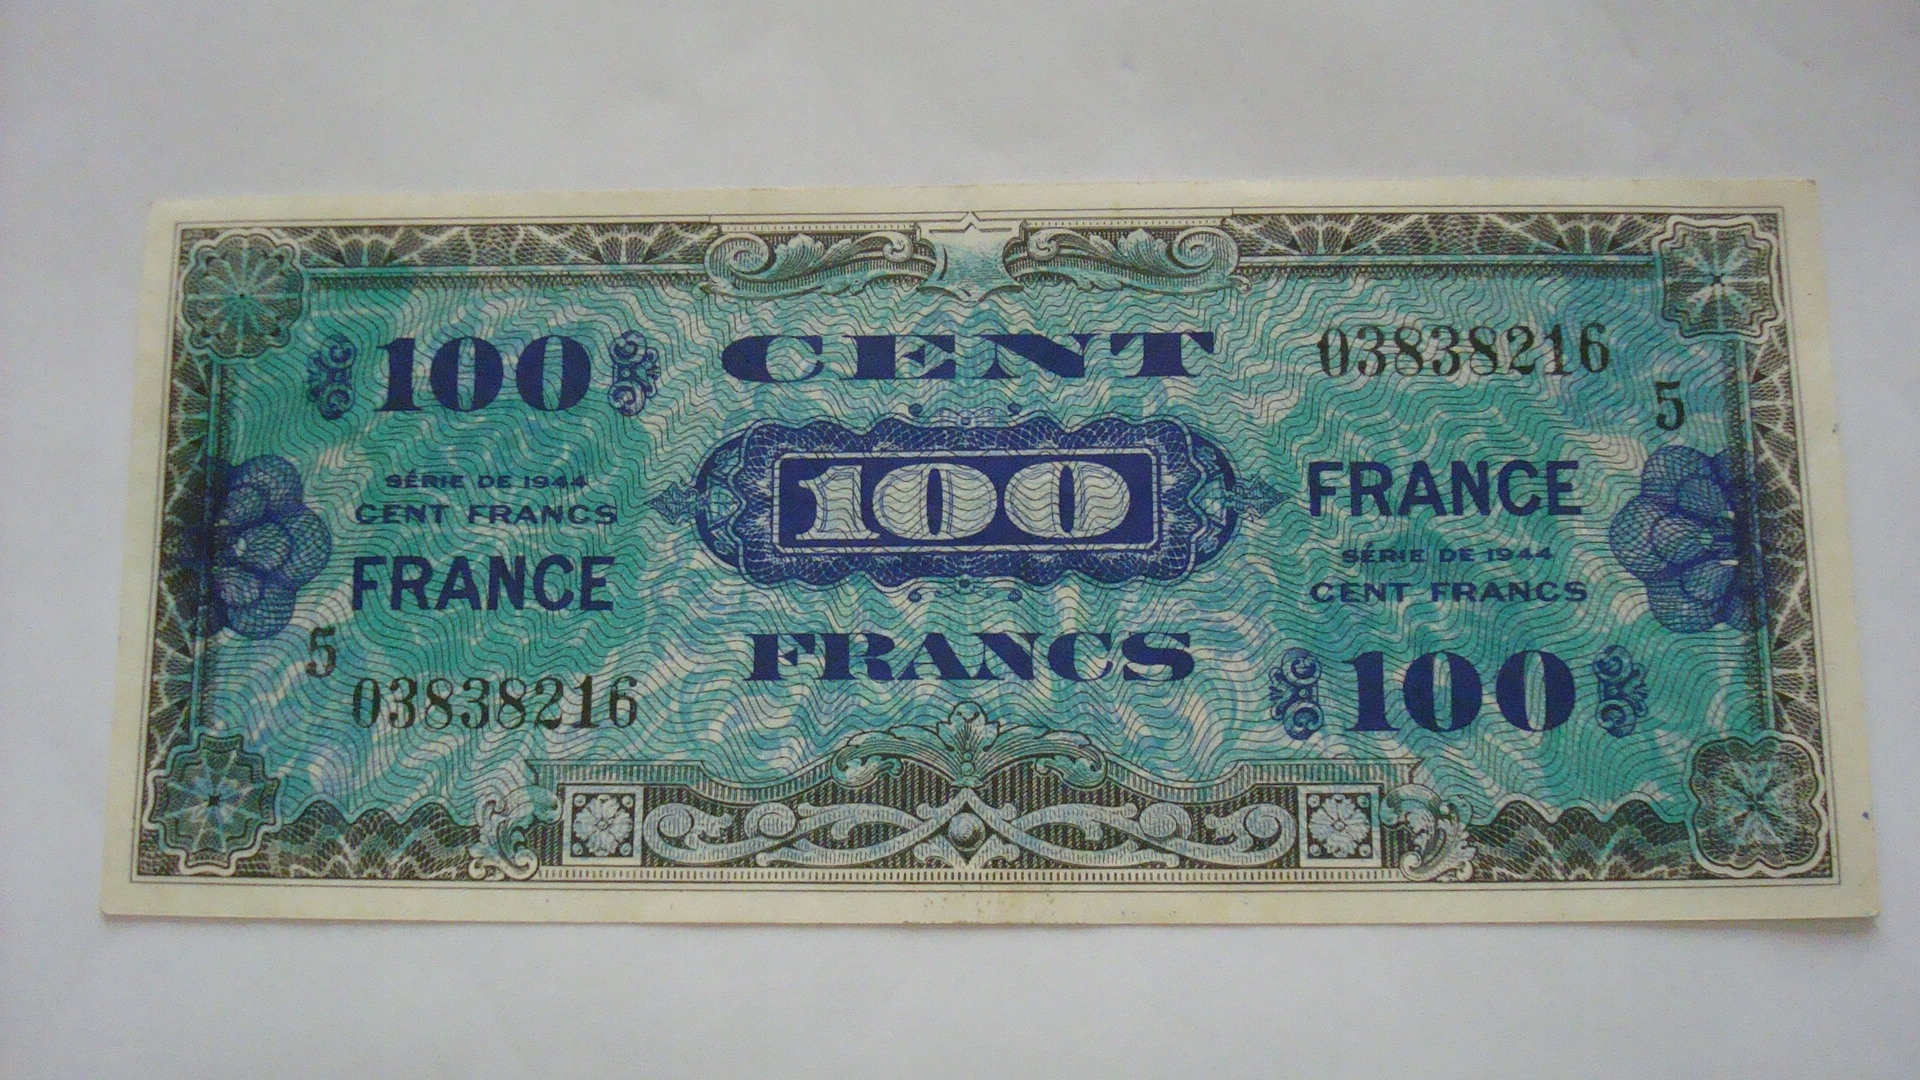 100
CENT
03838216
5
SÉRIE DE 1944
CENT FRANCS
FRANCE
100
FRANCE
SÉRIE DE 1944
CENT FRANCS
5
03838216
FRANCS
100